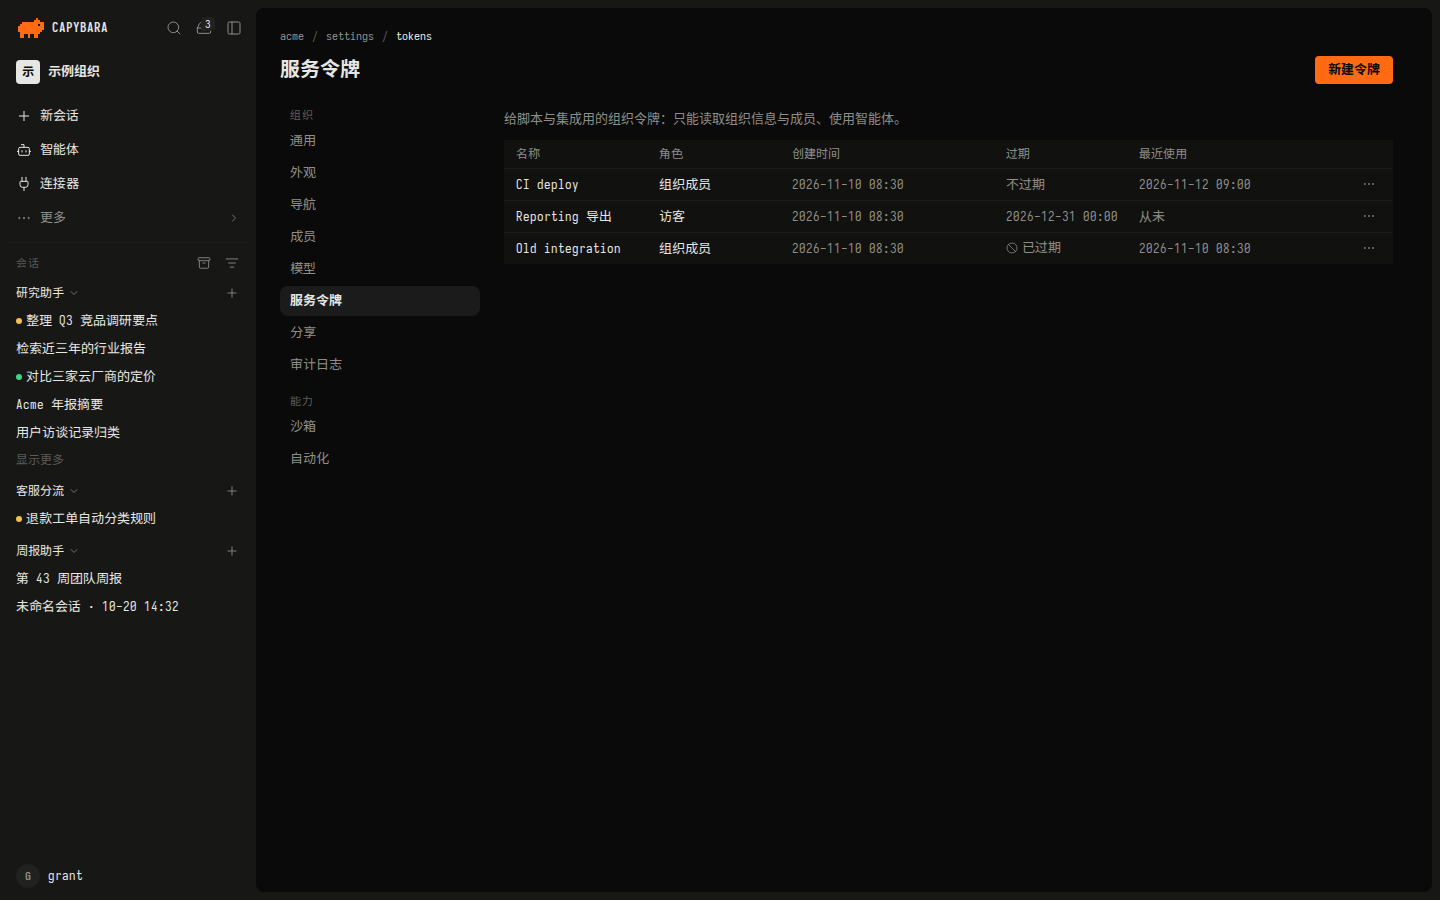 CAPYBARA
3
示 示例组织
新会话
智能体
连接器
更多
会话
研究助手
整理 Q3 竞品调研要点
检索近三年的行业报告
对比三家云厂商的定价
Acme 年报摘要
用户访谈记录归类
显示更多
客服分流
退款工单自动分类规则
周报助手
第 43 周团队周报
未命名会话 · 10-20 14:32
G grant
acme / settings / tokens
服务令牌
新建令牌
组织
通用
外观
导航
成员
模型
服务令牌
分享
审计日志
能力
沙箱
自动化
给脚本与集成用的组织令牌：只能读取组织信息与成员、使用智能体。
名称 角色 创建时间 过期 最近使用
CI deploy 组织成员 2026-11-10 08:30 不过期 2026-11-12 09:00
Reporting 导出 访客 2026-11-10 08:30 2026-12-31 00:00 从未
Old integration 组织成员 2026-11-10 08:30 已过期 2026-11-10 08:30